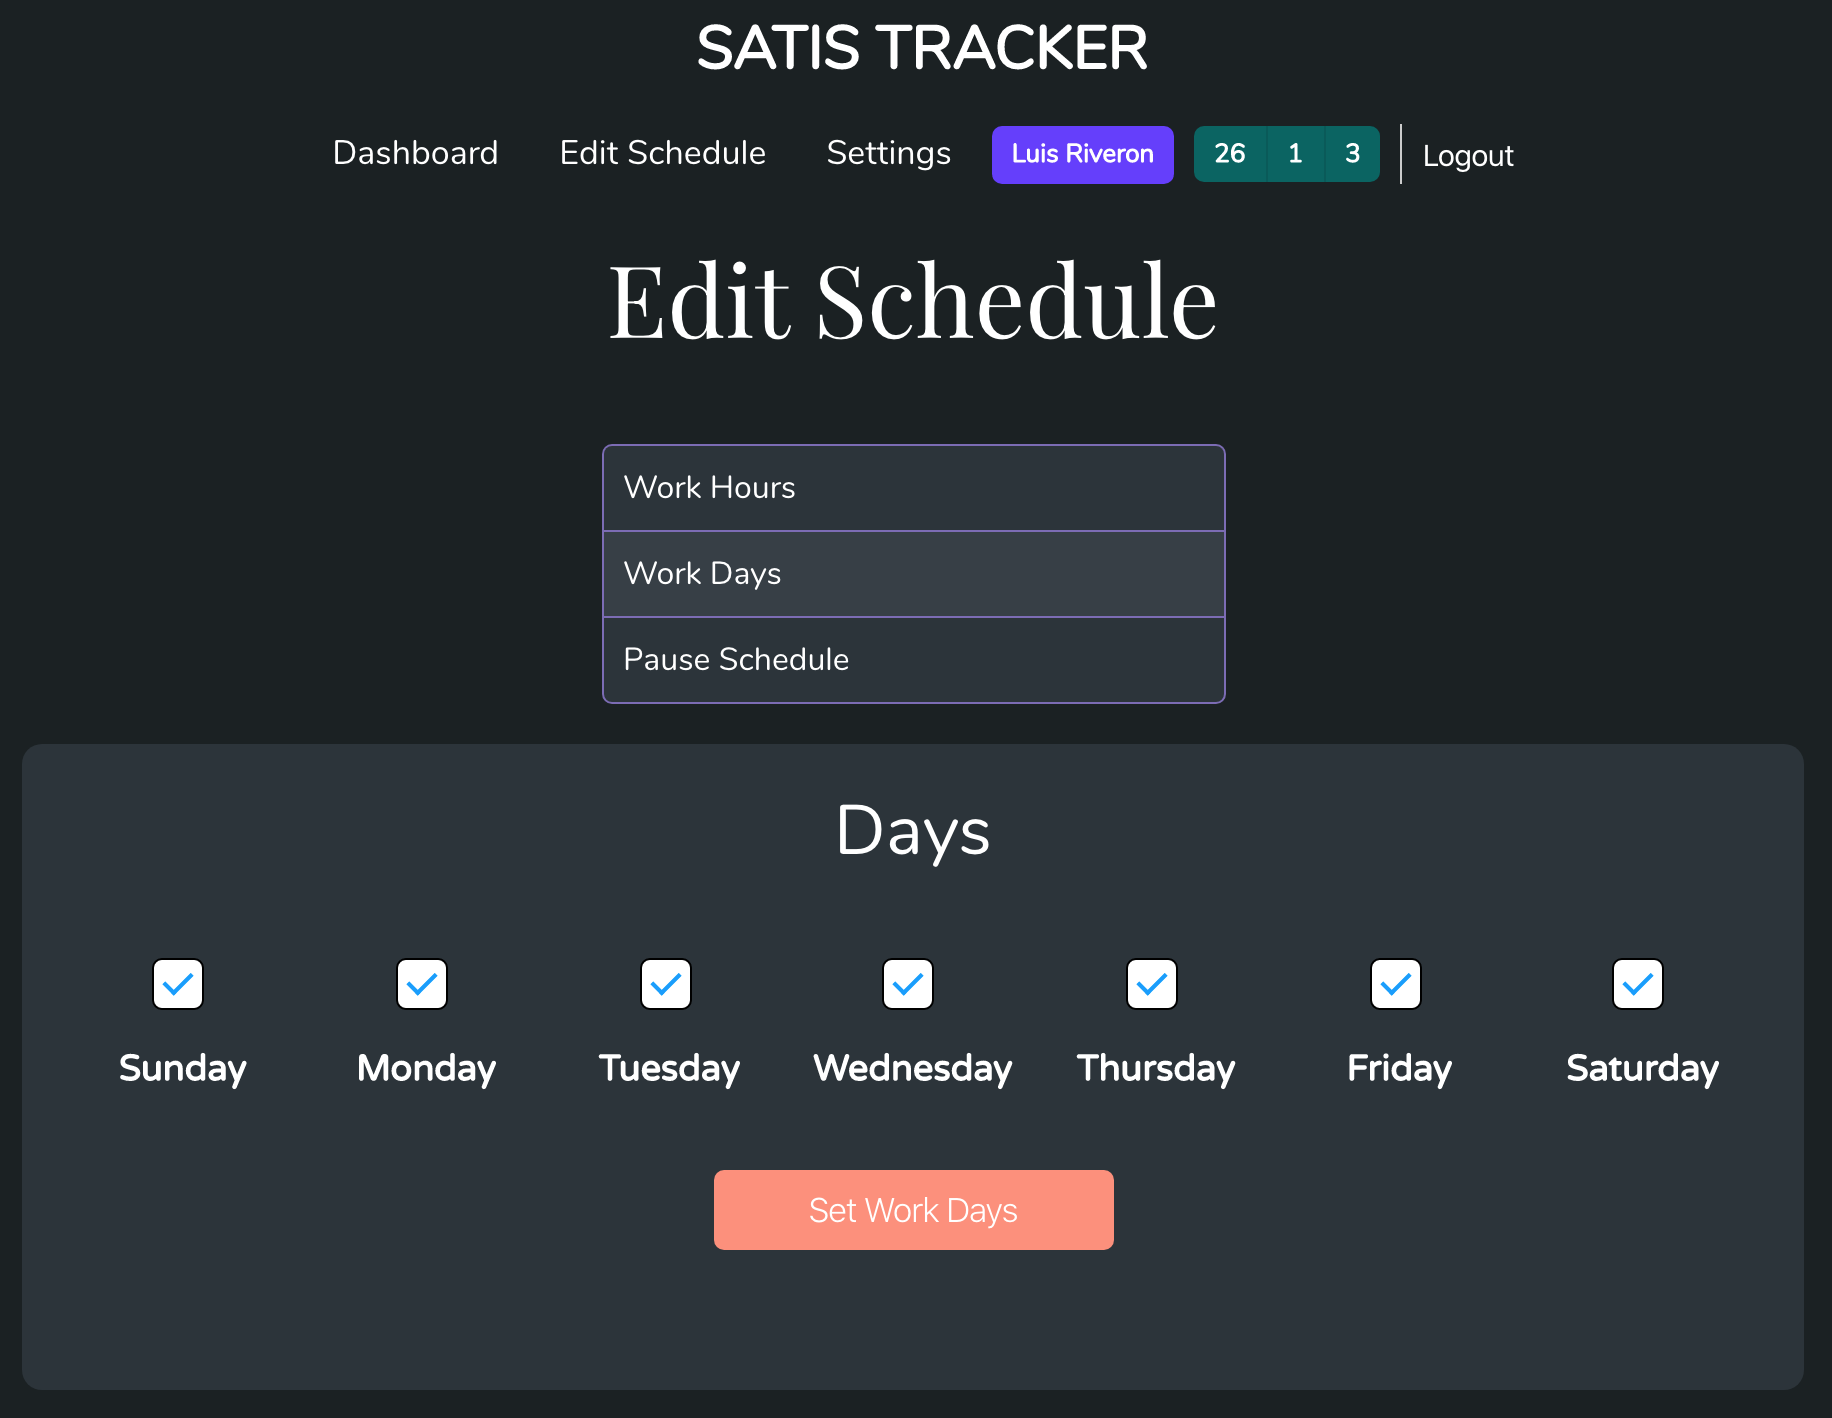 SATIS TRACKER
Dashboard Edit Schedule Settings Luis Riveron 26 1 3 Logout
Edit Schedule
Work Hours
Work Days
Pause Schedule
Days
Sunday Monday Tuesday Wednesday Thursday Friday Saturday
Set Work Days